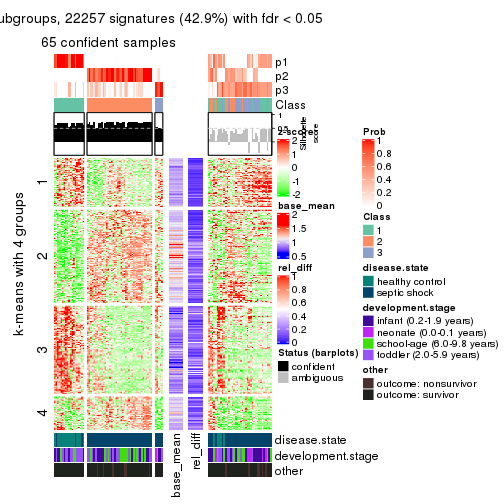 ubgroups, 22257 signatures (42.9%) with fdr < 0.05
65 confident samples
p1
p2
p3
Class
1
0.5
Silhouette
score
k-means with 4 groups
1
2
3
4
z-score
2
1
0
-1
-2
base_mean
2
1.5
1
0.5
rel_diff
1
0.8
0.6
0.4
0.2
0
Status (barplots)
confident
ambiguous
Prob
1
0.8
0.6
0.4
0.2
0
Class
1
2
3
disease.state
healthy control
septic shock
development.stage
infant (0.2-1.9 years)
neonate (0.0-0.1 years)
school-age (6.0-9.8 years)
toddler (2.0-5.9 years)
other
outcome: nonsurvivor
outcome: survivor
disease.state
development.stage
other
base_mean
rel_diff